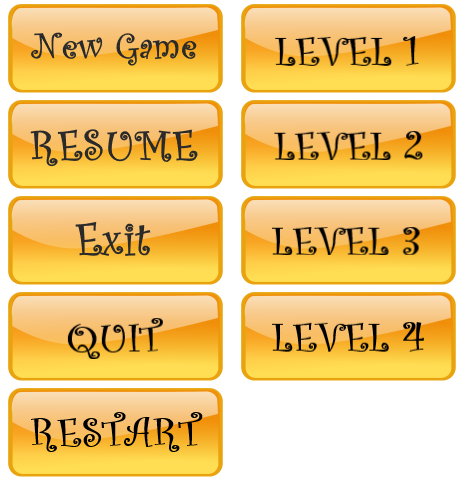 New Game
RESUME
Exit
QUIT
RESTART
LEVEL 1
LEVEL 2
LEVEL 3
LEVEL 4